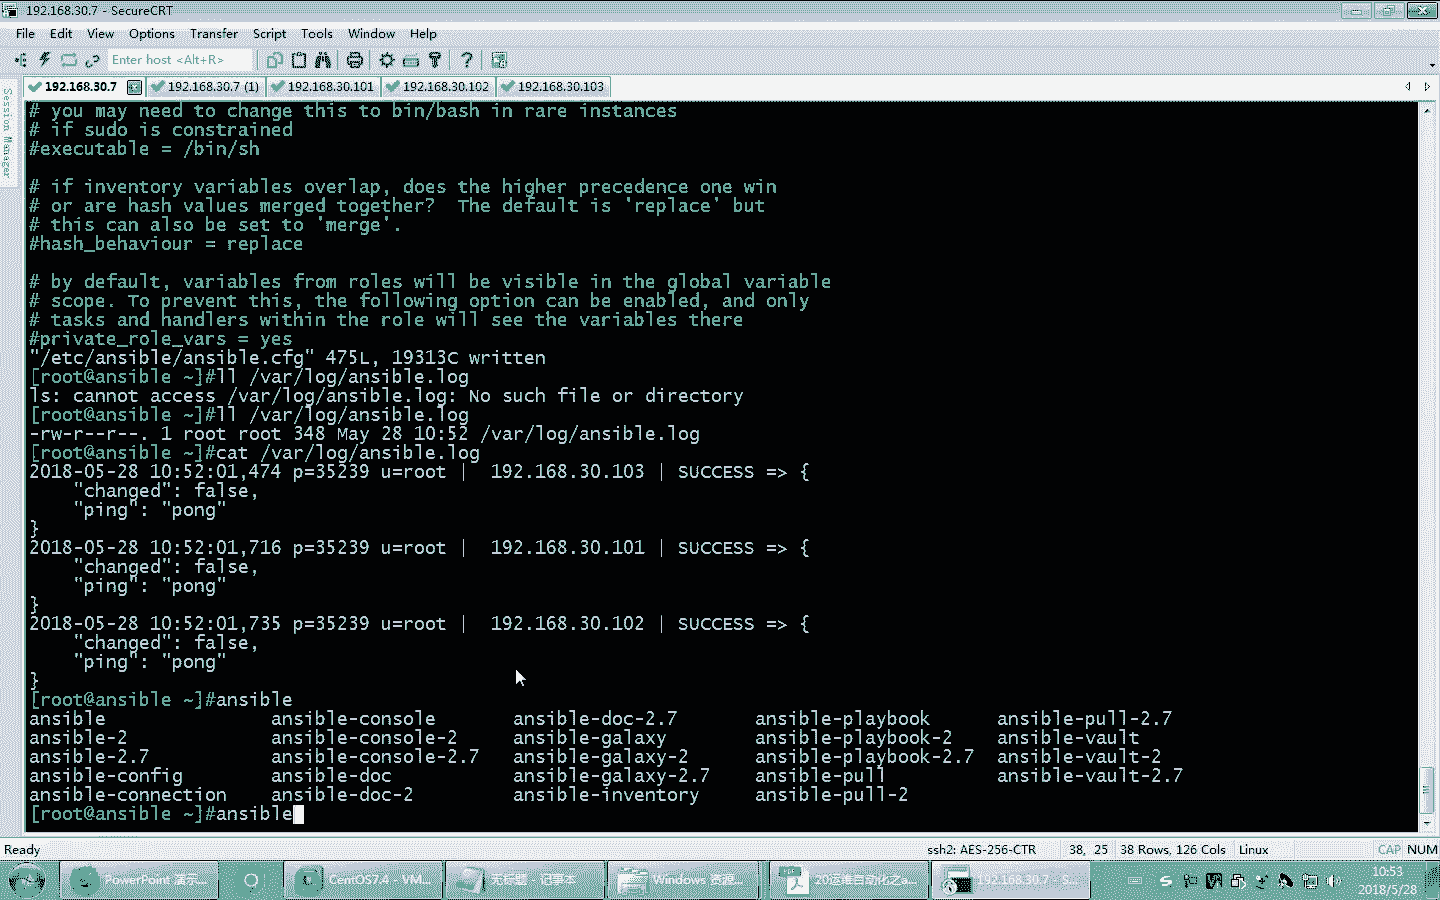 192.168.30.7 - SecureCRT
File Edit View Options Transfer Script Tools Window Help
Enter host <Alt+R>
192.168.30.7 192.168.30.7 (1) 192.168.30.101 192.168.30.102 192.168.30.103
Session Manager
# you may need to change this to bin/bash in rare instances
# if sudo is constrained
#executable = /bin/sh
# if inventory variables overlap, does the higher precedence one win
# or are hash values merged together?  The default is 'replace' but
# this can also be set to 'merge'.
#hash_behaviour = replace
# by default, variables from roles will be visible in the global variable
# scope. To prevent this, the following option can be enabled, and only
# tasks and handlers within the role will see the variables there
#private_role_vars = yes
"/etc/ansible/ansible.cfg" 475L, 19313C written
[root@ansible ~]#ll /var/log/ansible.log
ls: cannot access /var/log/ansible.log: No such file or directory
[root@ansible ~]#ll /var/log/ansible.log
-rw-r--r--. 1 root root 348 May 28 10:52 /var/log/ansible.log
[root@ansible ~]#cat /var/log/ansible.log
2018-05-28 10:52:01,474 p=35239 u=root |  192.168.30.103 | SUCCESS => {
    "changed": false,
    "ping": "pong"
}
2018-05-28 10:52:01,716 p=35239 u=root |  192.168.30.101 | SUCCESS => {
    "changed": false,
    "ping": "pong"
}
2018-05-28 10:52:01,735 p=35239 u=root |  192.168.30.102 | SUCCESS => {
    "changed": false,
    "ping": "pong"
}
[root@ansible ~]#ansible
ansible ansible-console ansible-doc-2.7 ansible-playbook ansible-pull-2.7
ansible-2 ansible-console-2 ansible-galaxy ansible-playbook-2 ansible-vault
ansible-2.7 ansible-console-2.7 ansible-galaxy-2 ansible-playbook-2.7 ansible-vault-2
ansible-config ansible-doc ansible-galaxy-2.7 ansible-pull ansible-vault-2.7
ansible-connection ansible-doc-2 ansible-inventory ansible-pull-2
[root@ansible ~]#ansible
Ready ssh2: AES-256-CTR 38, 25 38 Rows, 126 Cols Linux CAP NUM
PowerPoint 演示... CentOS7.4 - VM... 无标题 - 记事本 Windows 资源... 20运维自动化之a... 192.168.30.7 - S... 10:53
2018/5/28